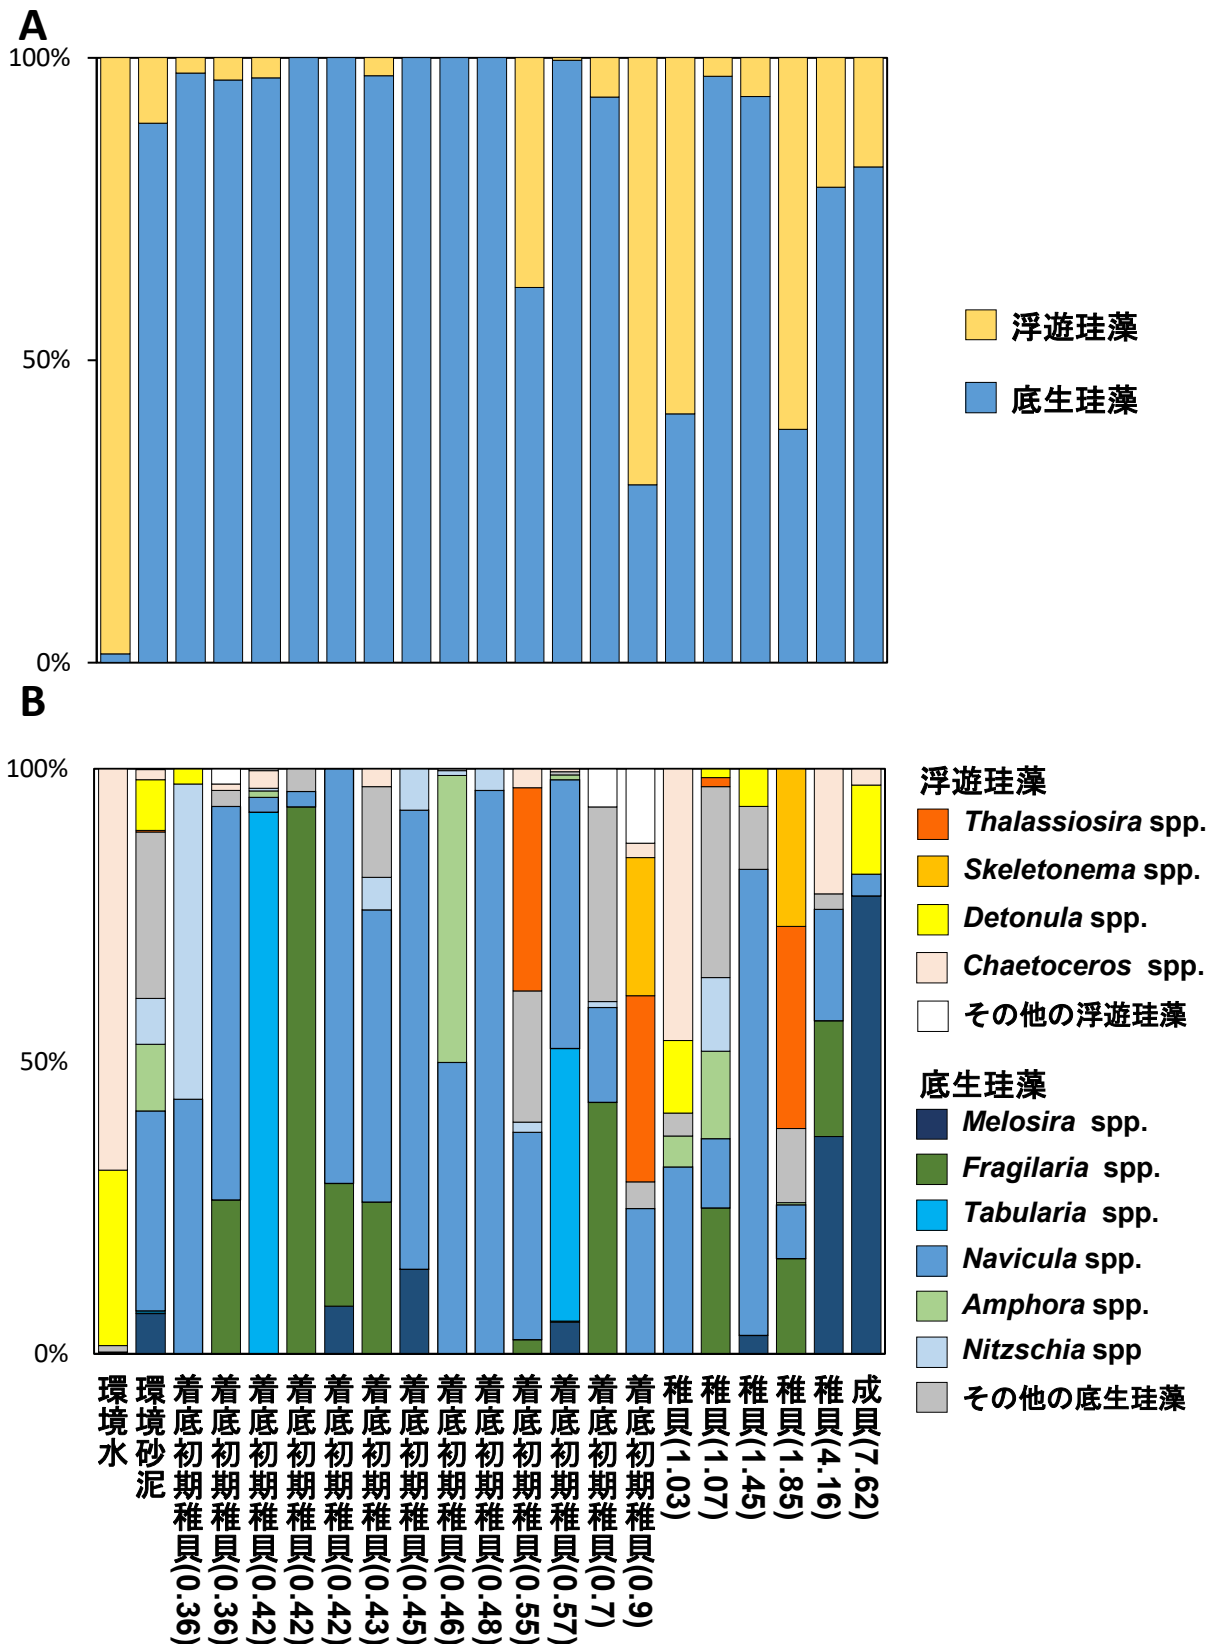 A
100%
50%
0%
浮遊珪藻
底生珪藻
B
100%
50%
0%
浮遊珪藻
Thalassiosira spp.
Skeletonema spp.
Detonula spp.
Chaetoceros spp.
その他の浮遊珪藻
底生珪藻
Melosira spp.
Fragilaria spp.
Tabularia spp.
Navicula spp.
Amphora spp.
Nitzschia spp
その他の底生珪藻
環境水
環境砂泥
着底初期稚貝(0.36)
着底初期稚貝(0.36)
着底初期稚貝(0.42)
着底初期稚貝(0.42)
着底初期稚貝(0.42)
着底初期稚貝(0.43)
着底初期稚貝(0.45)
着底初期稚貝(0.46)
着底初期稚貝(0.48)
着底初期稚貝(0.55)
着底初期稚貝(0.57)
着底初期稚貝(0.7)
着底初期稚貝(0.9)
稚貝(1.03)
稚貝(1.07)
稚貝(1.45)
稚貝(1.85)
稚貝(4.16)
成貝(7.62)